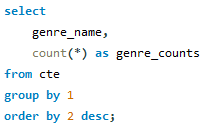 select
genre_name,
count(*) as genre_counts
from cte
group by 1
order by 2 desc;